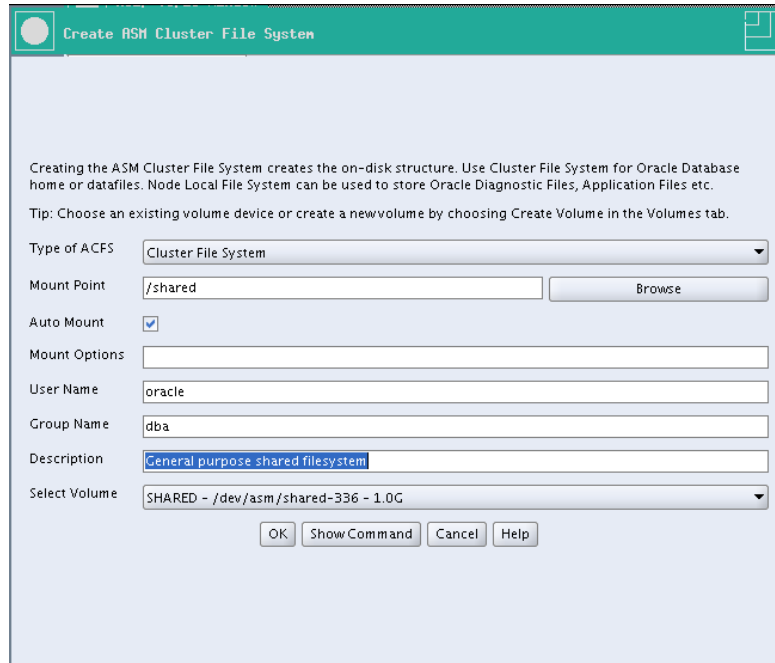 Create ASM Cluster File System
Creating the ASM Cluster File System creates the on-disk structure. Use Cluster File System for Oracle Database
home or datafiles. Node Local File System can be used to store Oracle Diagnostic Files, Application Files etc.
Tip: Choose an existing volume device or create a new volume by choosing Create Volume in the Volumes tab.
Type of ACFS
Cluster File System
Mount Point
/shared
Browse
Auto Mount
Mount Options
User Name
oracle
Group Name
dba
Description
General purpose shared filesystem
Select Volume
SHARED - /dev/asm/shared-336 - 1.0G
OK
Show Command
Cancel
Help